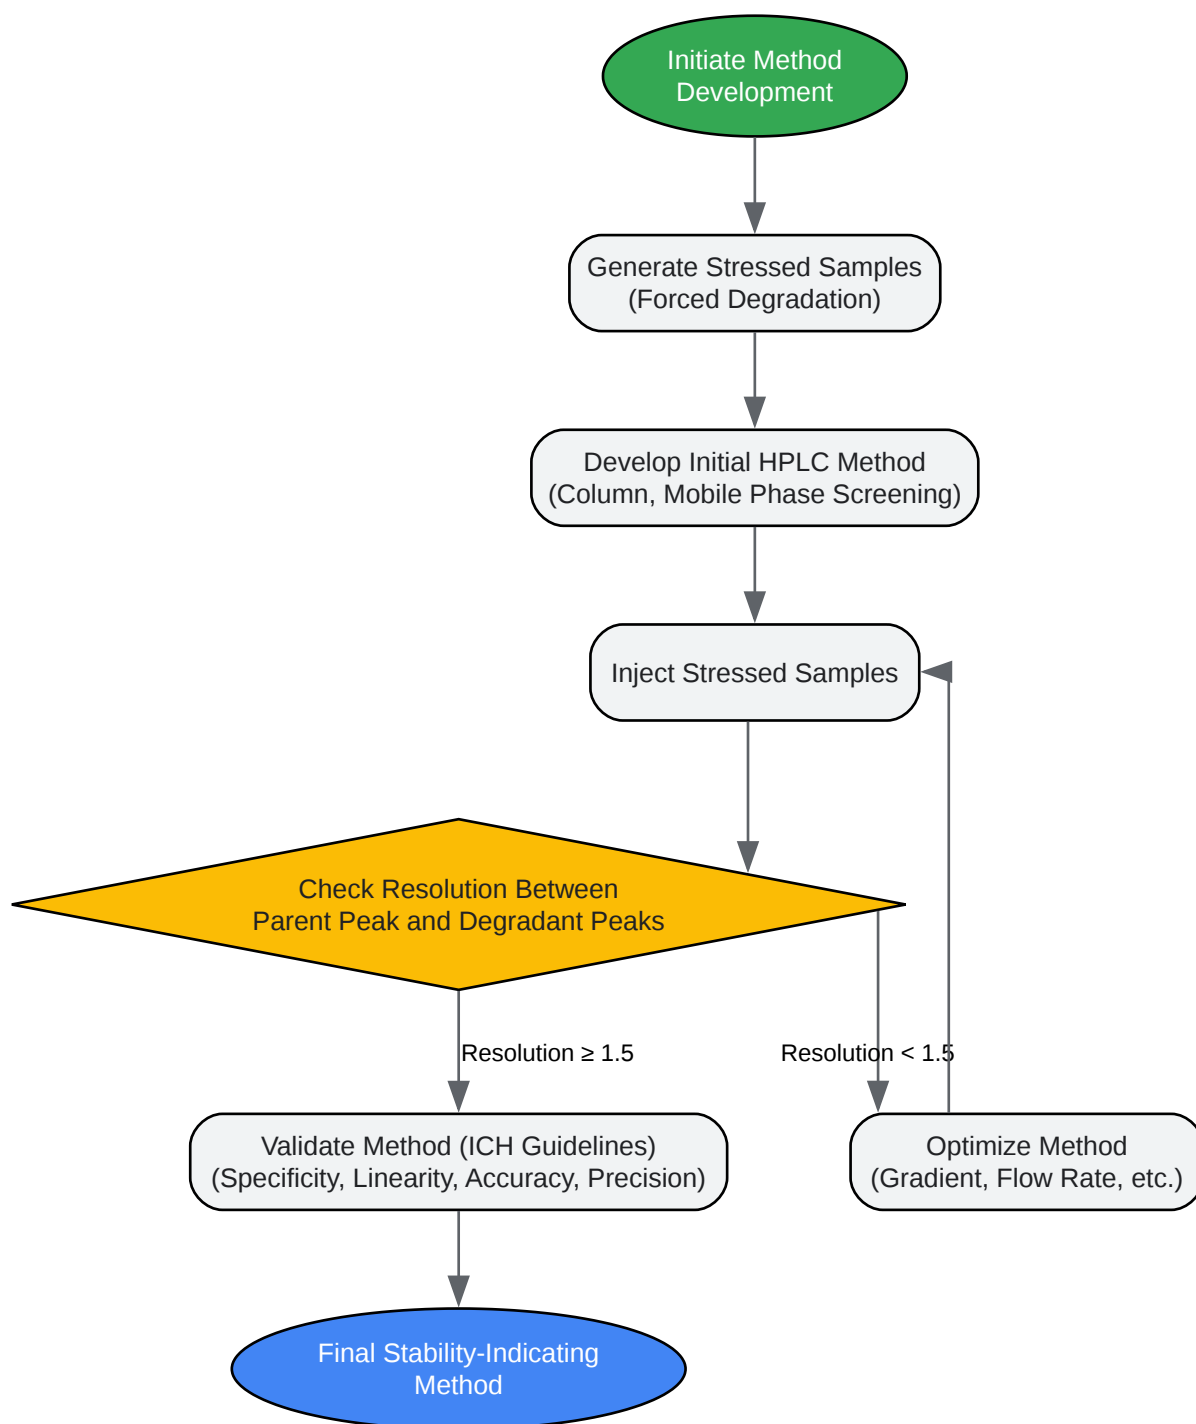 Initiate Method
Development
Generate Stressed Samples
(Forced Degradation)
Develop Initial HPLC Method
(Column, Mobile Phase Screening)
Inject Stressed Samples
Check Resolution Between
Parent Peak and Degradant Peaks
Resolution ≥ 1.5
Resolution < 1.5
Validate Method (ICH Guidelines)
(Specificity, Linearity, Accuracy, Precision)
Optimize Method
(Gradient, Flow Rate, etc.)
Final Stability-Indicating
Method